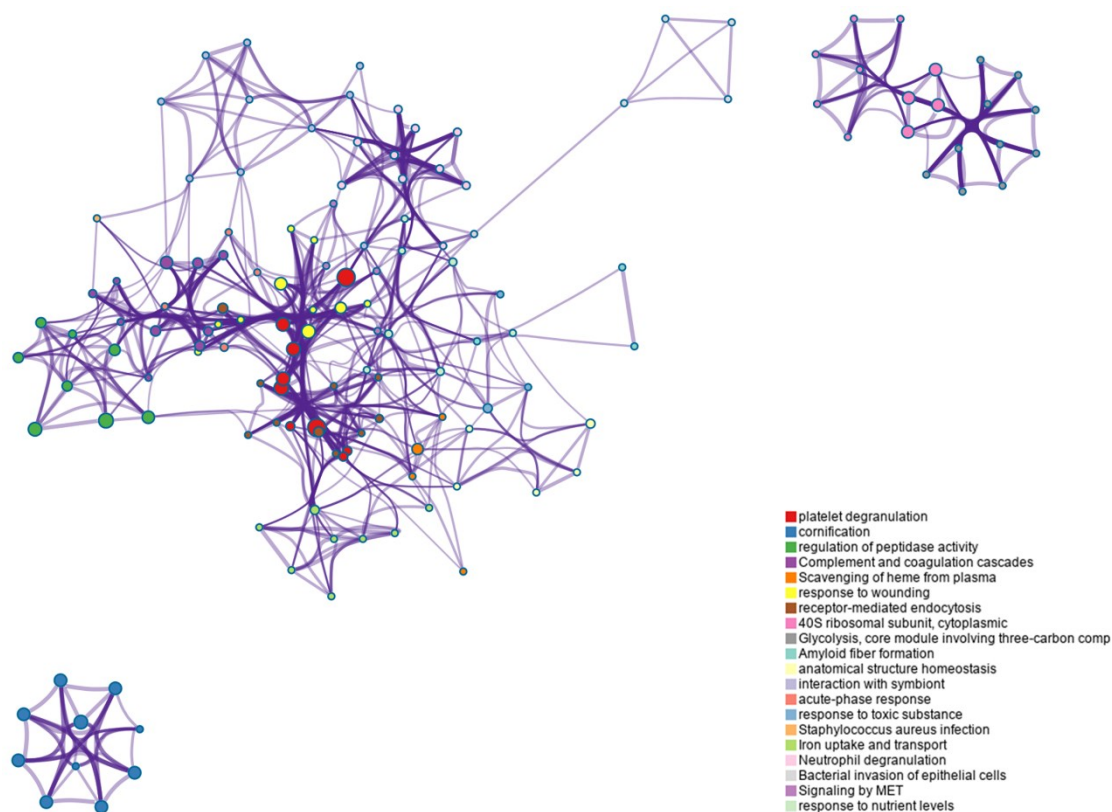 platelet degranulation
cornification
regulation of peptidase activity
Complement and coagulation cascades
Scavenging of heme from plasma
response to wounding
receptor-mediated endocytosis
40S ribosomal subunit, cytoplasmic
Glycolysis, core module involving three-carbon comp
Amyloid fiber formation
anatomical structure homeostasis
interaction with symbiont
acute-phase response
response to toxic substance
Staphylococcus aureus infection
Iron uptake and transport
Neutrophil degranulation
Bacterial invasion of epithelial cells
Signaling by MET
response to nutrient levels